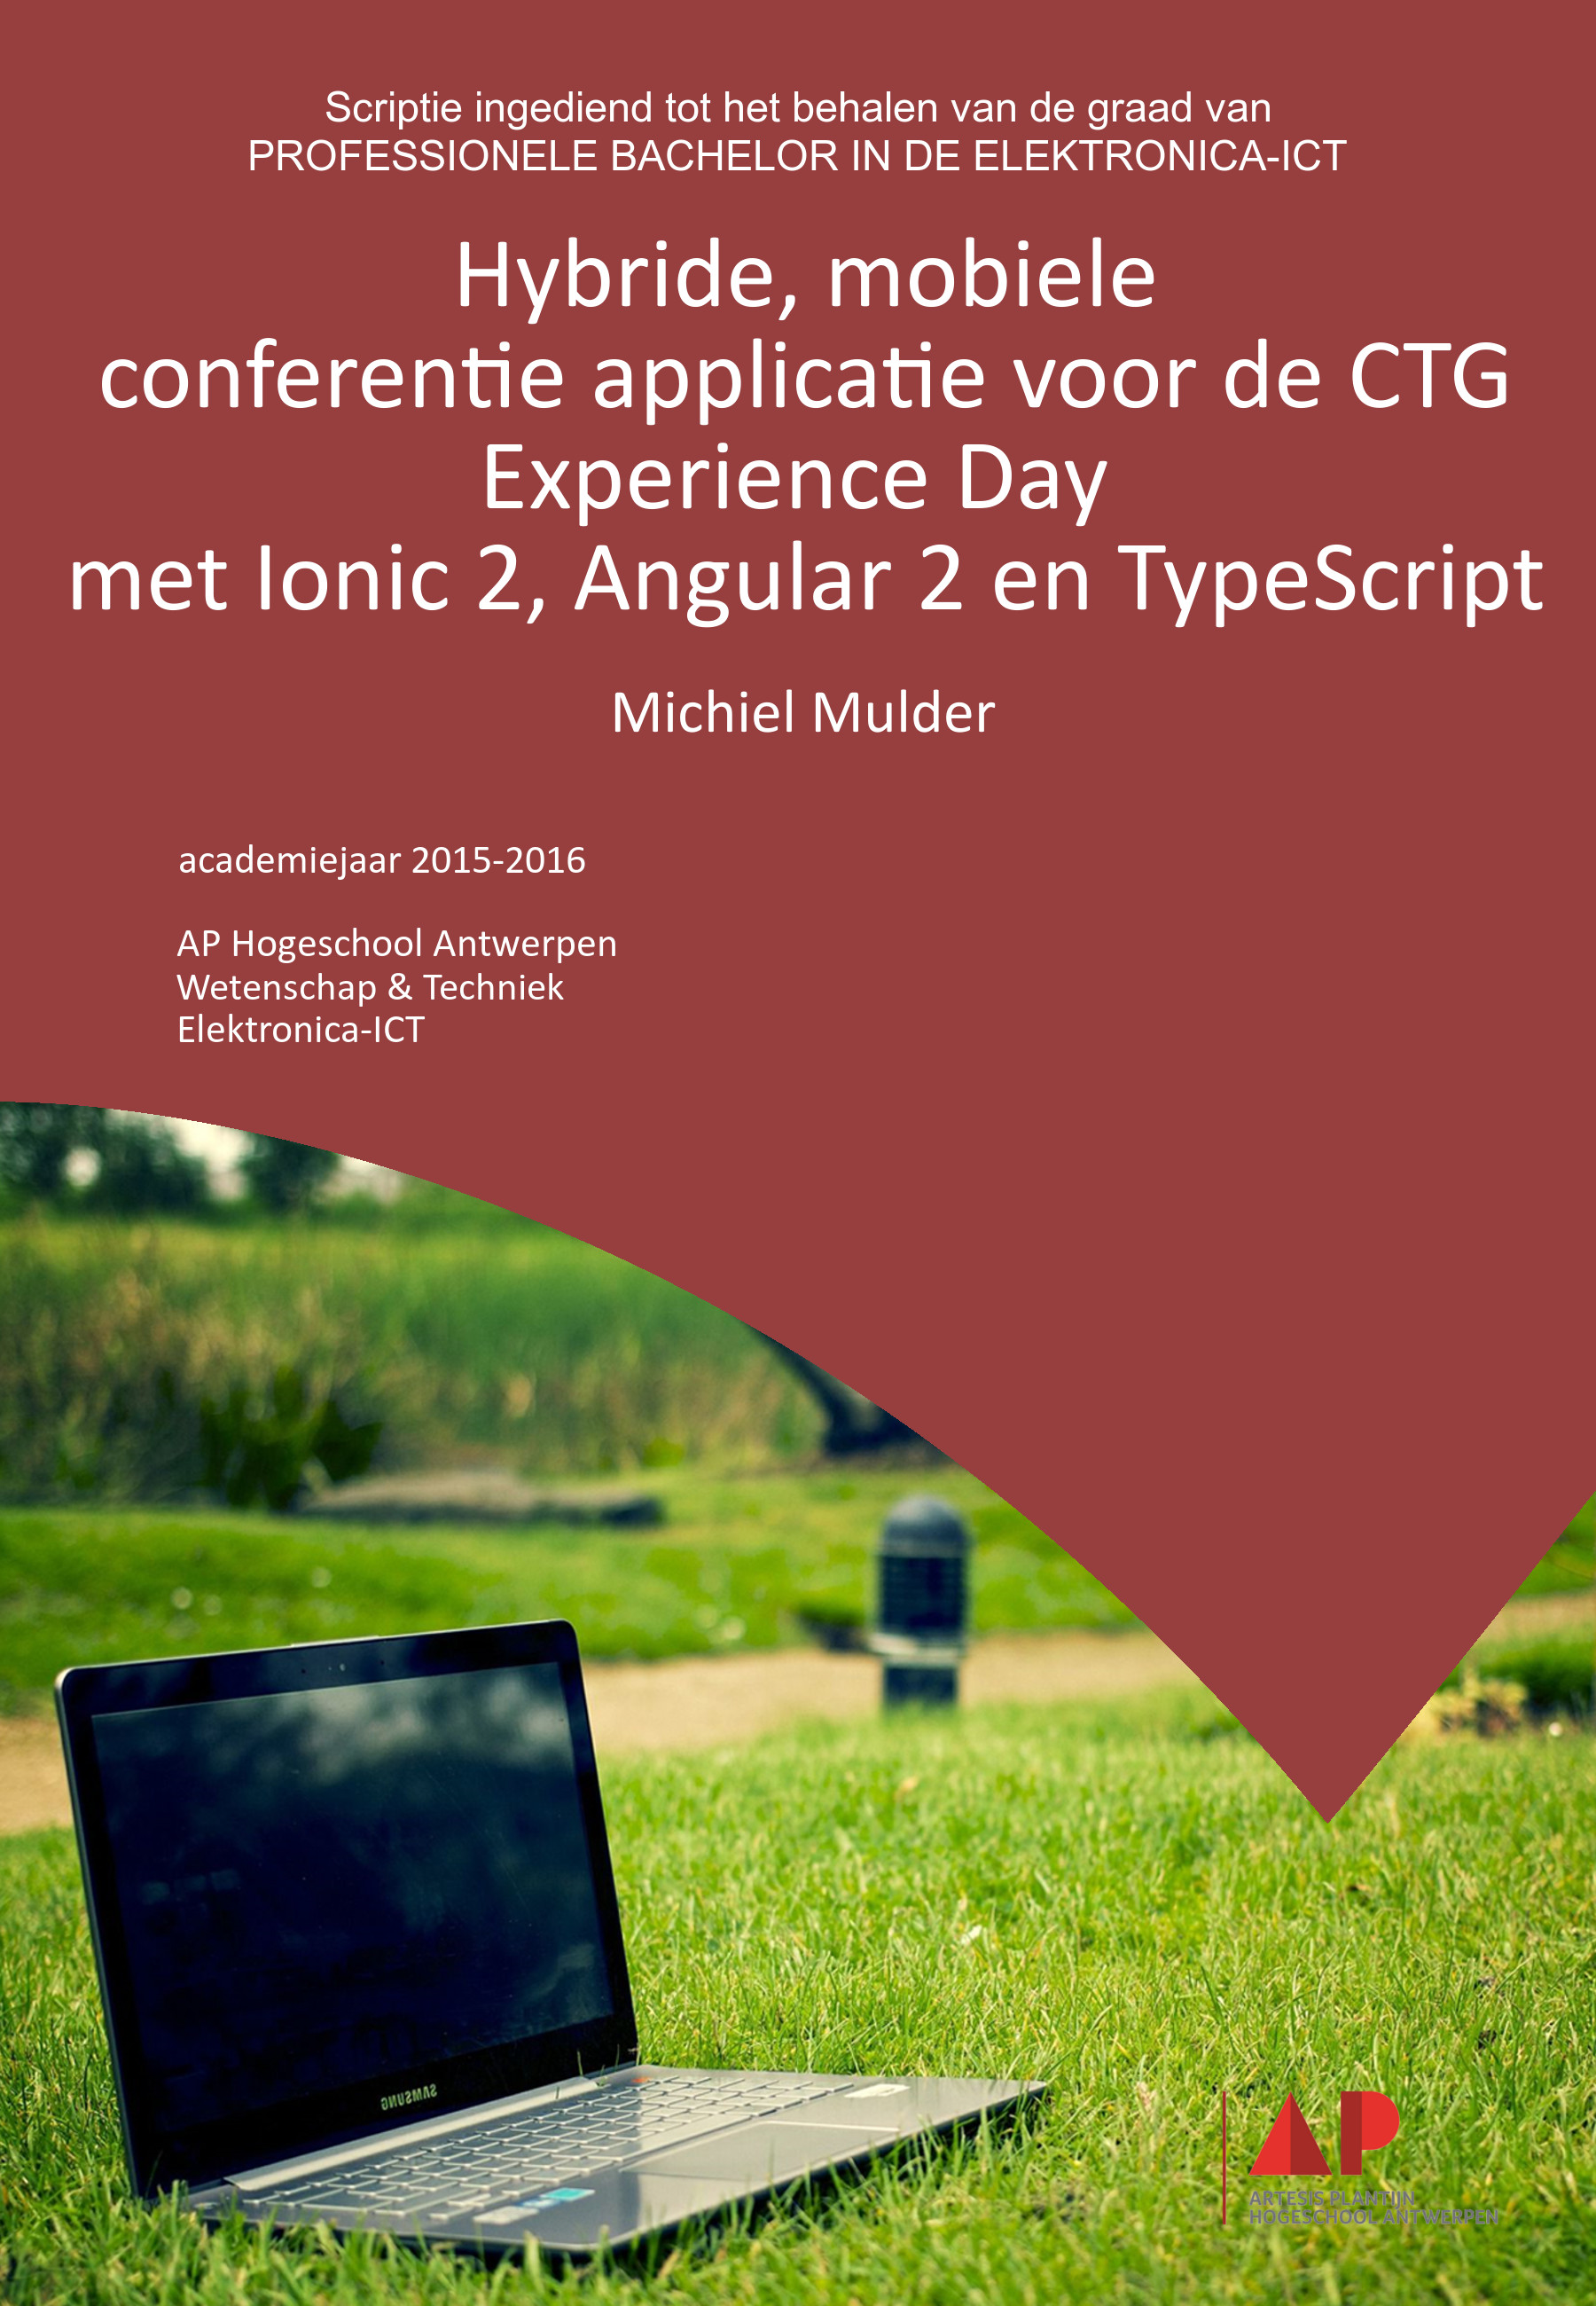 Scriptie ingediend tot het behalen van de graad van
PROFESSIONELE BACHELOR IN DE ELEKTRONICA-ICT
Hybride, mobiele
conferentie applicatie voor de CTG
Experience Day
met Ionic 2, Angular 2 en TypeScript
Michiel Mulder
academiejaar 2015-2016
AP Hogeschool Antwerpen
Wetenschap & Techniek
Elektronica-ICT
SAMSUNG
AP
ARTESIS PLANTIJN
HOGESCHOOL ANTWERPEN